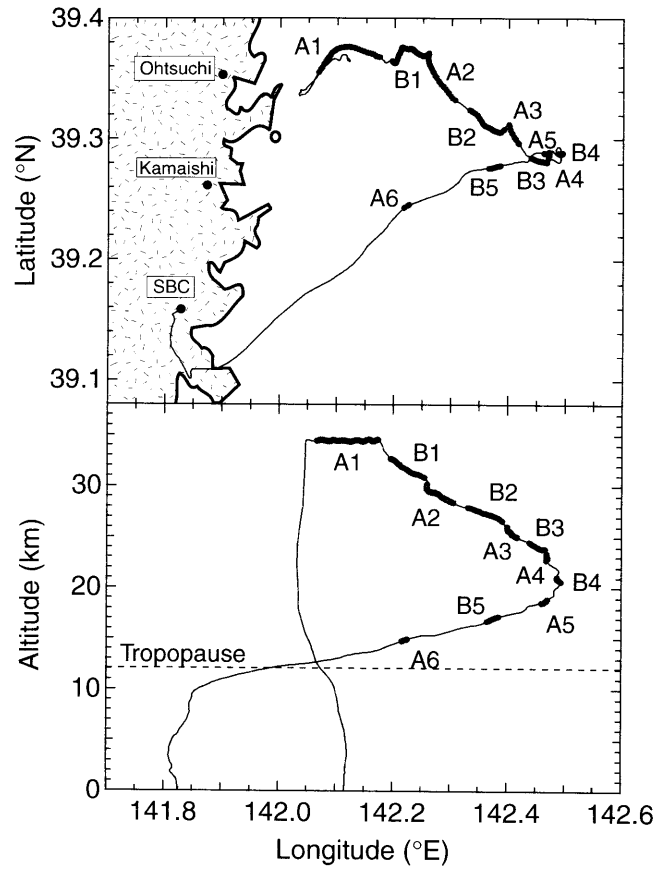 39.4
39.3
39.2
39.1
Latitude (°N)
Ohtsuchi
Kamaishi
SBC
A1
B1
A2
B2
A3
A5
B4
B3
A4
B5
A6
30
20
10
0
Altitude (km)
A1
B1
A2
B2
A3
B3
A4
B4
A5
B5
A6
Tropopause
141.8 142.0 142.2 142.4 142.6
Longitude (°E)